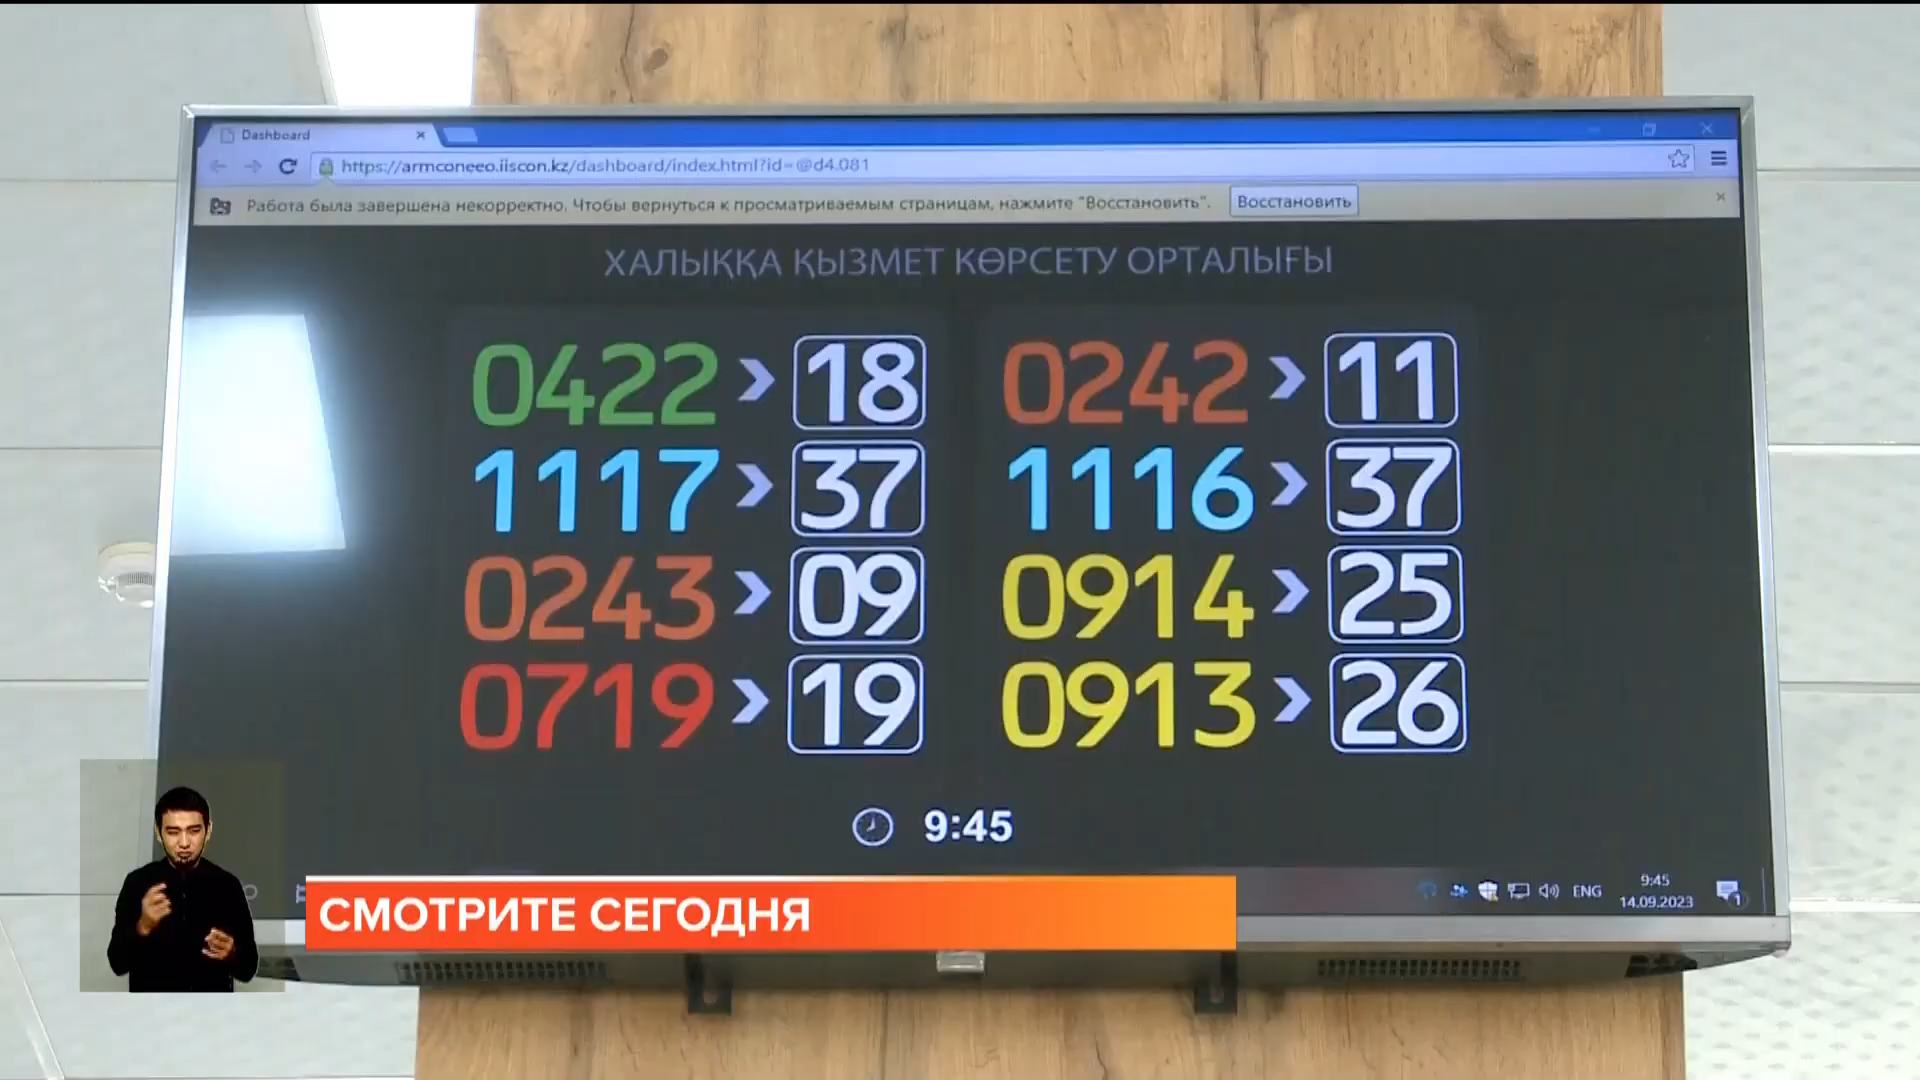 Dashboard
https://armconeeo.iiscon.kz/dashboard/index.html?id=@d4.081
Работа была завершена некорректно. Чтобы вернуться к просматриваемым страницам, нажмите "Восстановить". Восстановить
ХАЛЫҚҚА ҚЫЗМЕТ КӨРСЕТУ ОРТАЛЫҒЫ
0422 18 0242 11
1117 37 1116 37
0243 09 0914 25
0719 19 0913 26
9:45
ENG
9:45
14.09.2023
1
СМОТРИТЕ СЕГОДНЯ